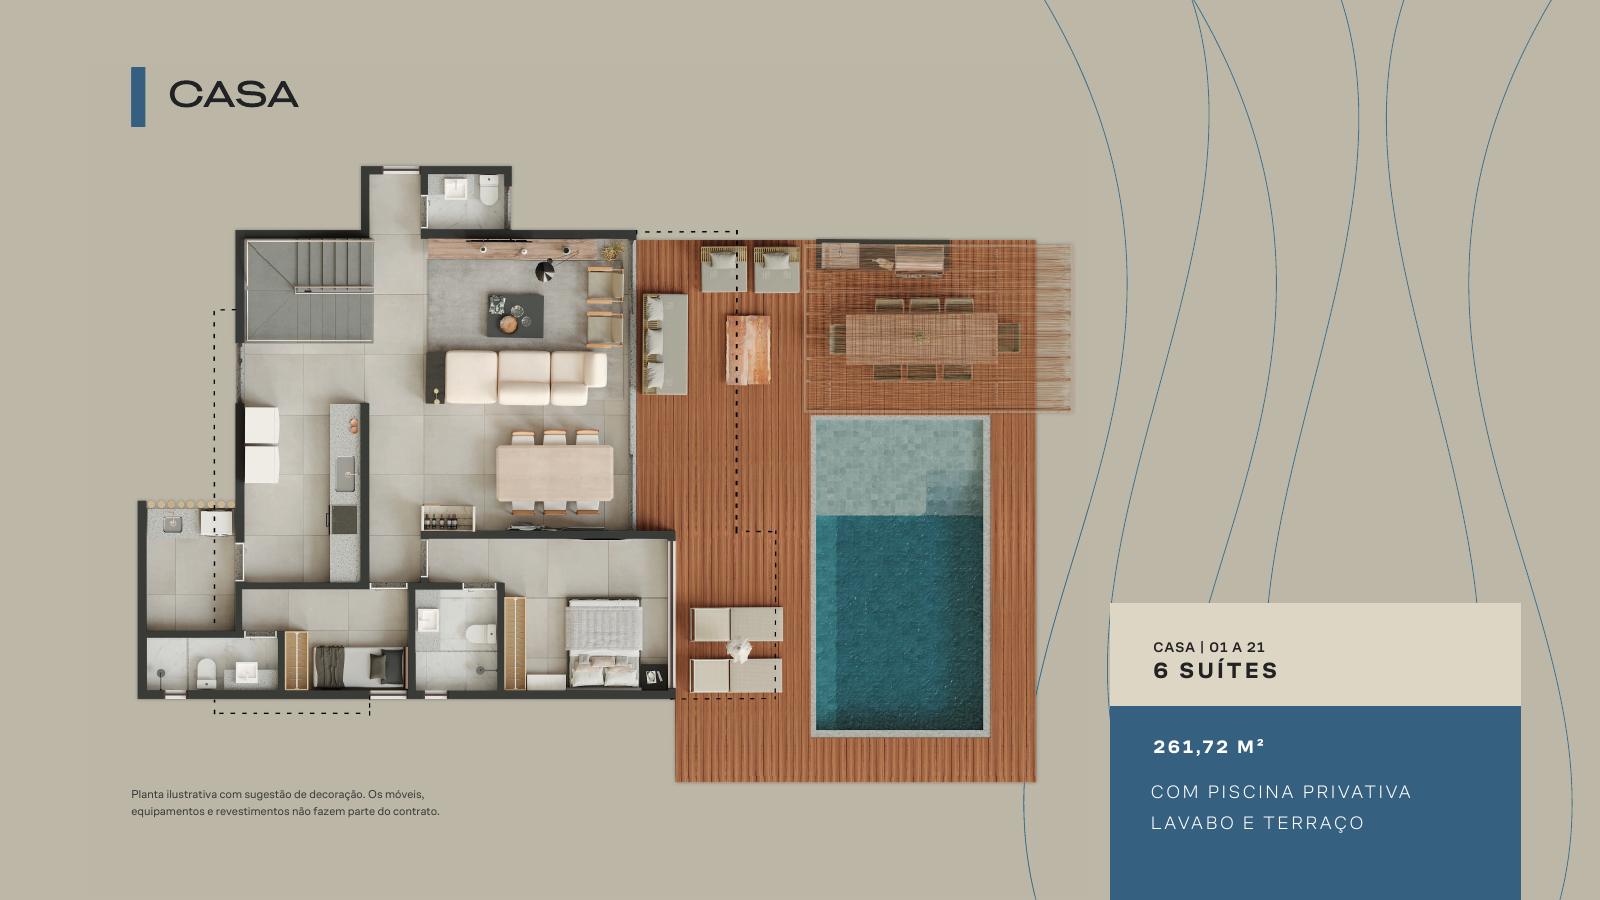 CASA
Planta ilustrativa com sugestão de decoração. Os móveis,
equipamentos e revestimentos não fazem parte do contrato.
CASA | 01 A 21
6 SUÍTES
261,72 M²
COM PISCINA PRIVATIVA
LAVABO E TERRAÇO